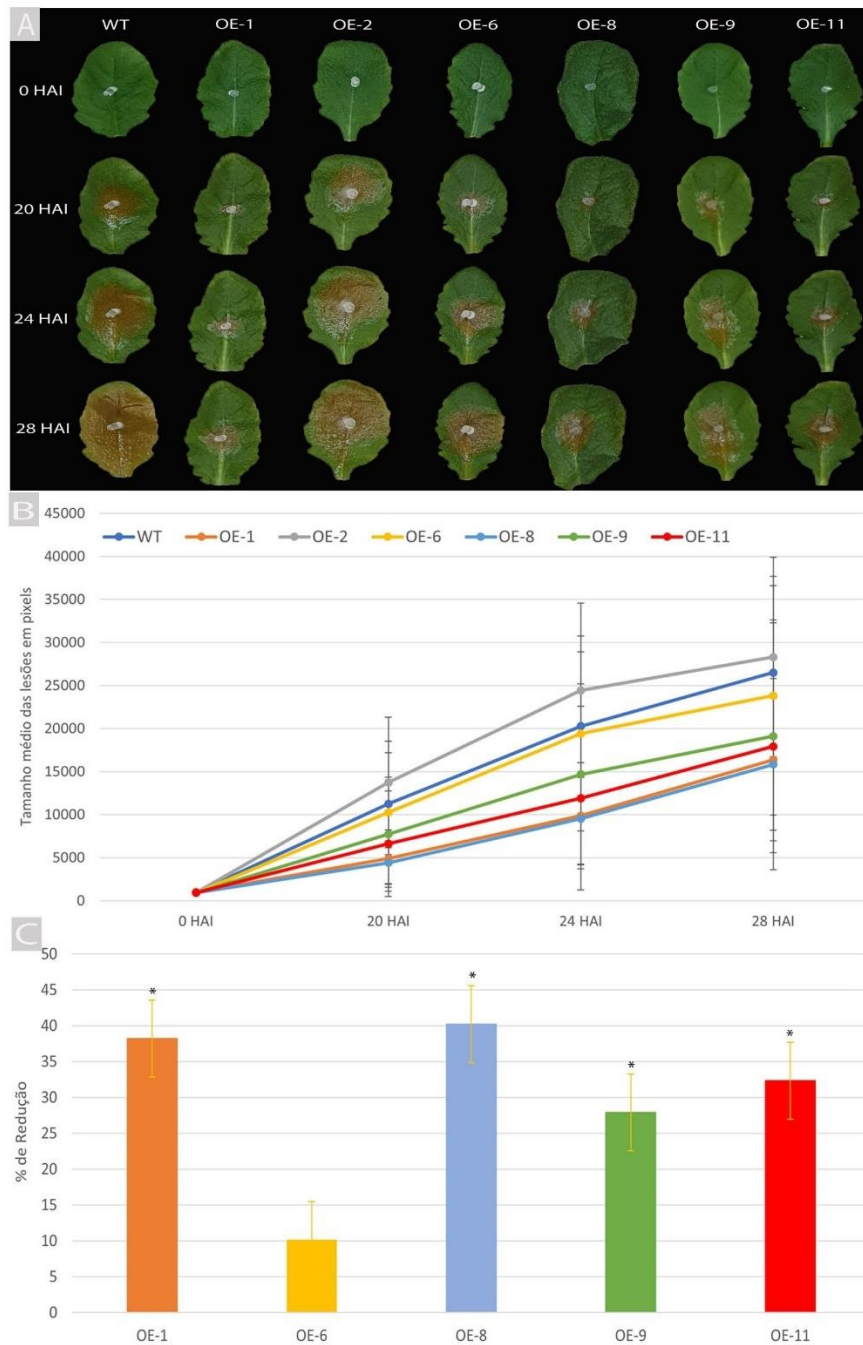 A
WT OE-1 OE-2 OE-6 OE-8 OE-9 OE-11
0 HAI
20 HAI
24 HAI
28 HAI
B
WT OE-1 OE-2 OE-6 OE-8 OE-9 OE-11
Tamanho médio das lesões em pixels
45000
40000
35000
30000
25000
20000
15000
10000
5000
0
0 HAI 20 HAI 24 HAI 28 HAI
C
% de Redução
50
45
40
35
30
25
20
15
10
5
0
* * * *
OE-1 OE-6 OE-8 OE-9 OE-11